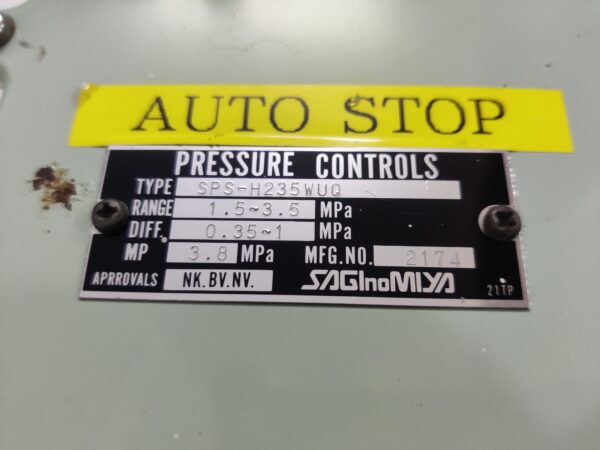 AUTO STOP
PRESSURE CONTROLS
TYPE SPS-H235WUQ
RANGE 1.5~3.5 MPa
DIFF. 0.35~1 MPa
MP 3.8 MPa MFG.NO. 2174
APRROVALS NK.BV.NV. SAGInoMIYA 21TP